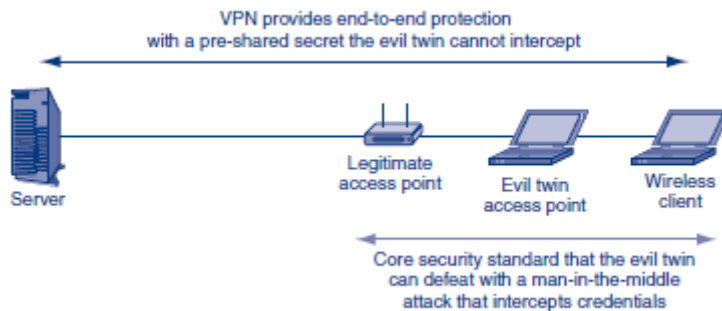 VPN provides end-to-end protection
with a pre-shared secret the evil twin cannot intercept
Server
Legitimate
access point
Evil twin
access point
Wireless
client
Core security standard that the evil twin
can defeat with a man-in-the-middle
attack that intercepts credentials